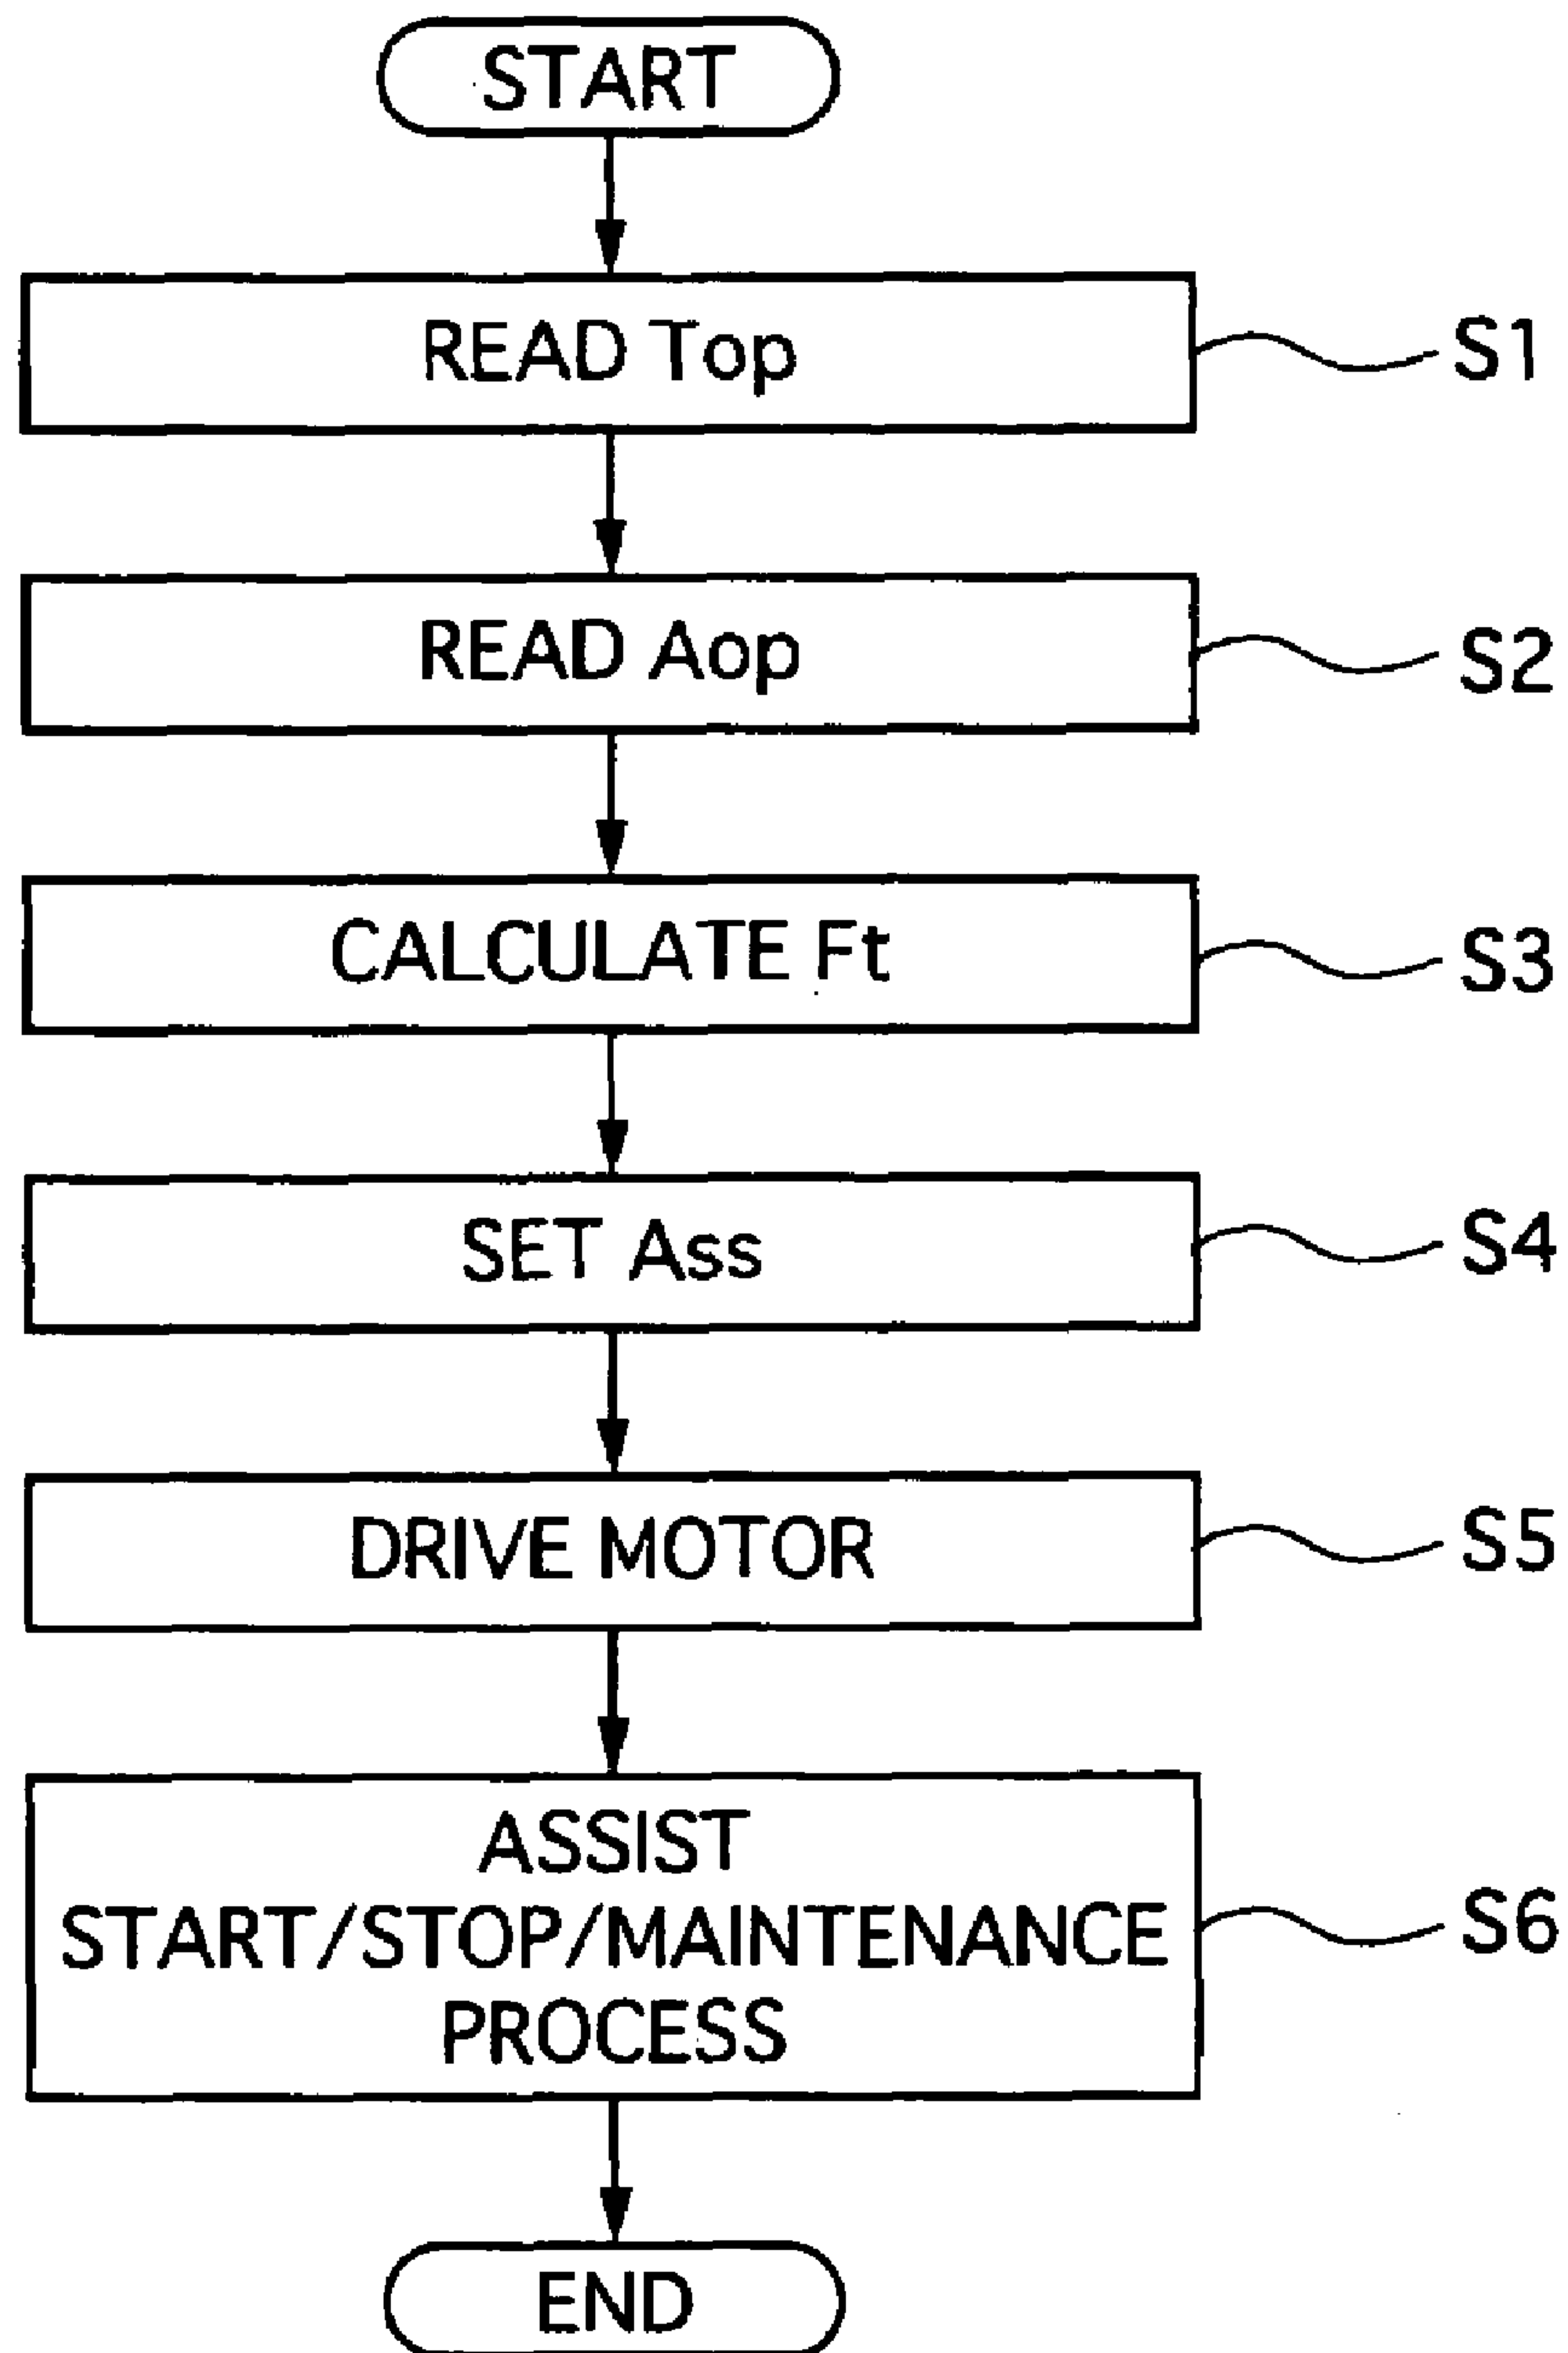 START
READ Top
S1
READ Aop
S2
CALCULATE Ft
S3
SET Ass
S4
DRIVE MOTOR
S5
ASSIST
START/STOP/MAINTENANCE
PROCESS
S6
END